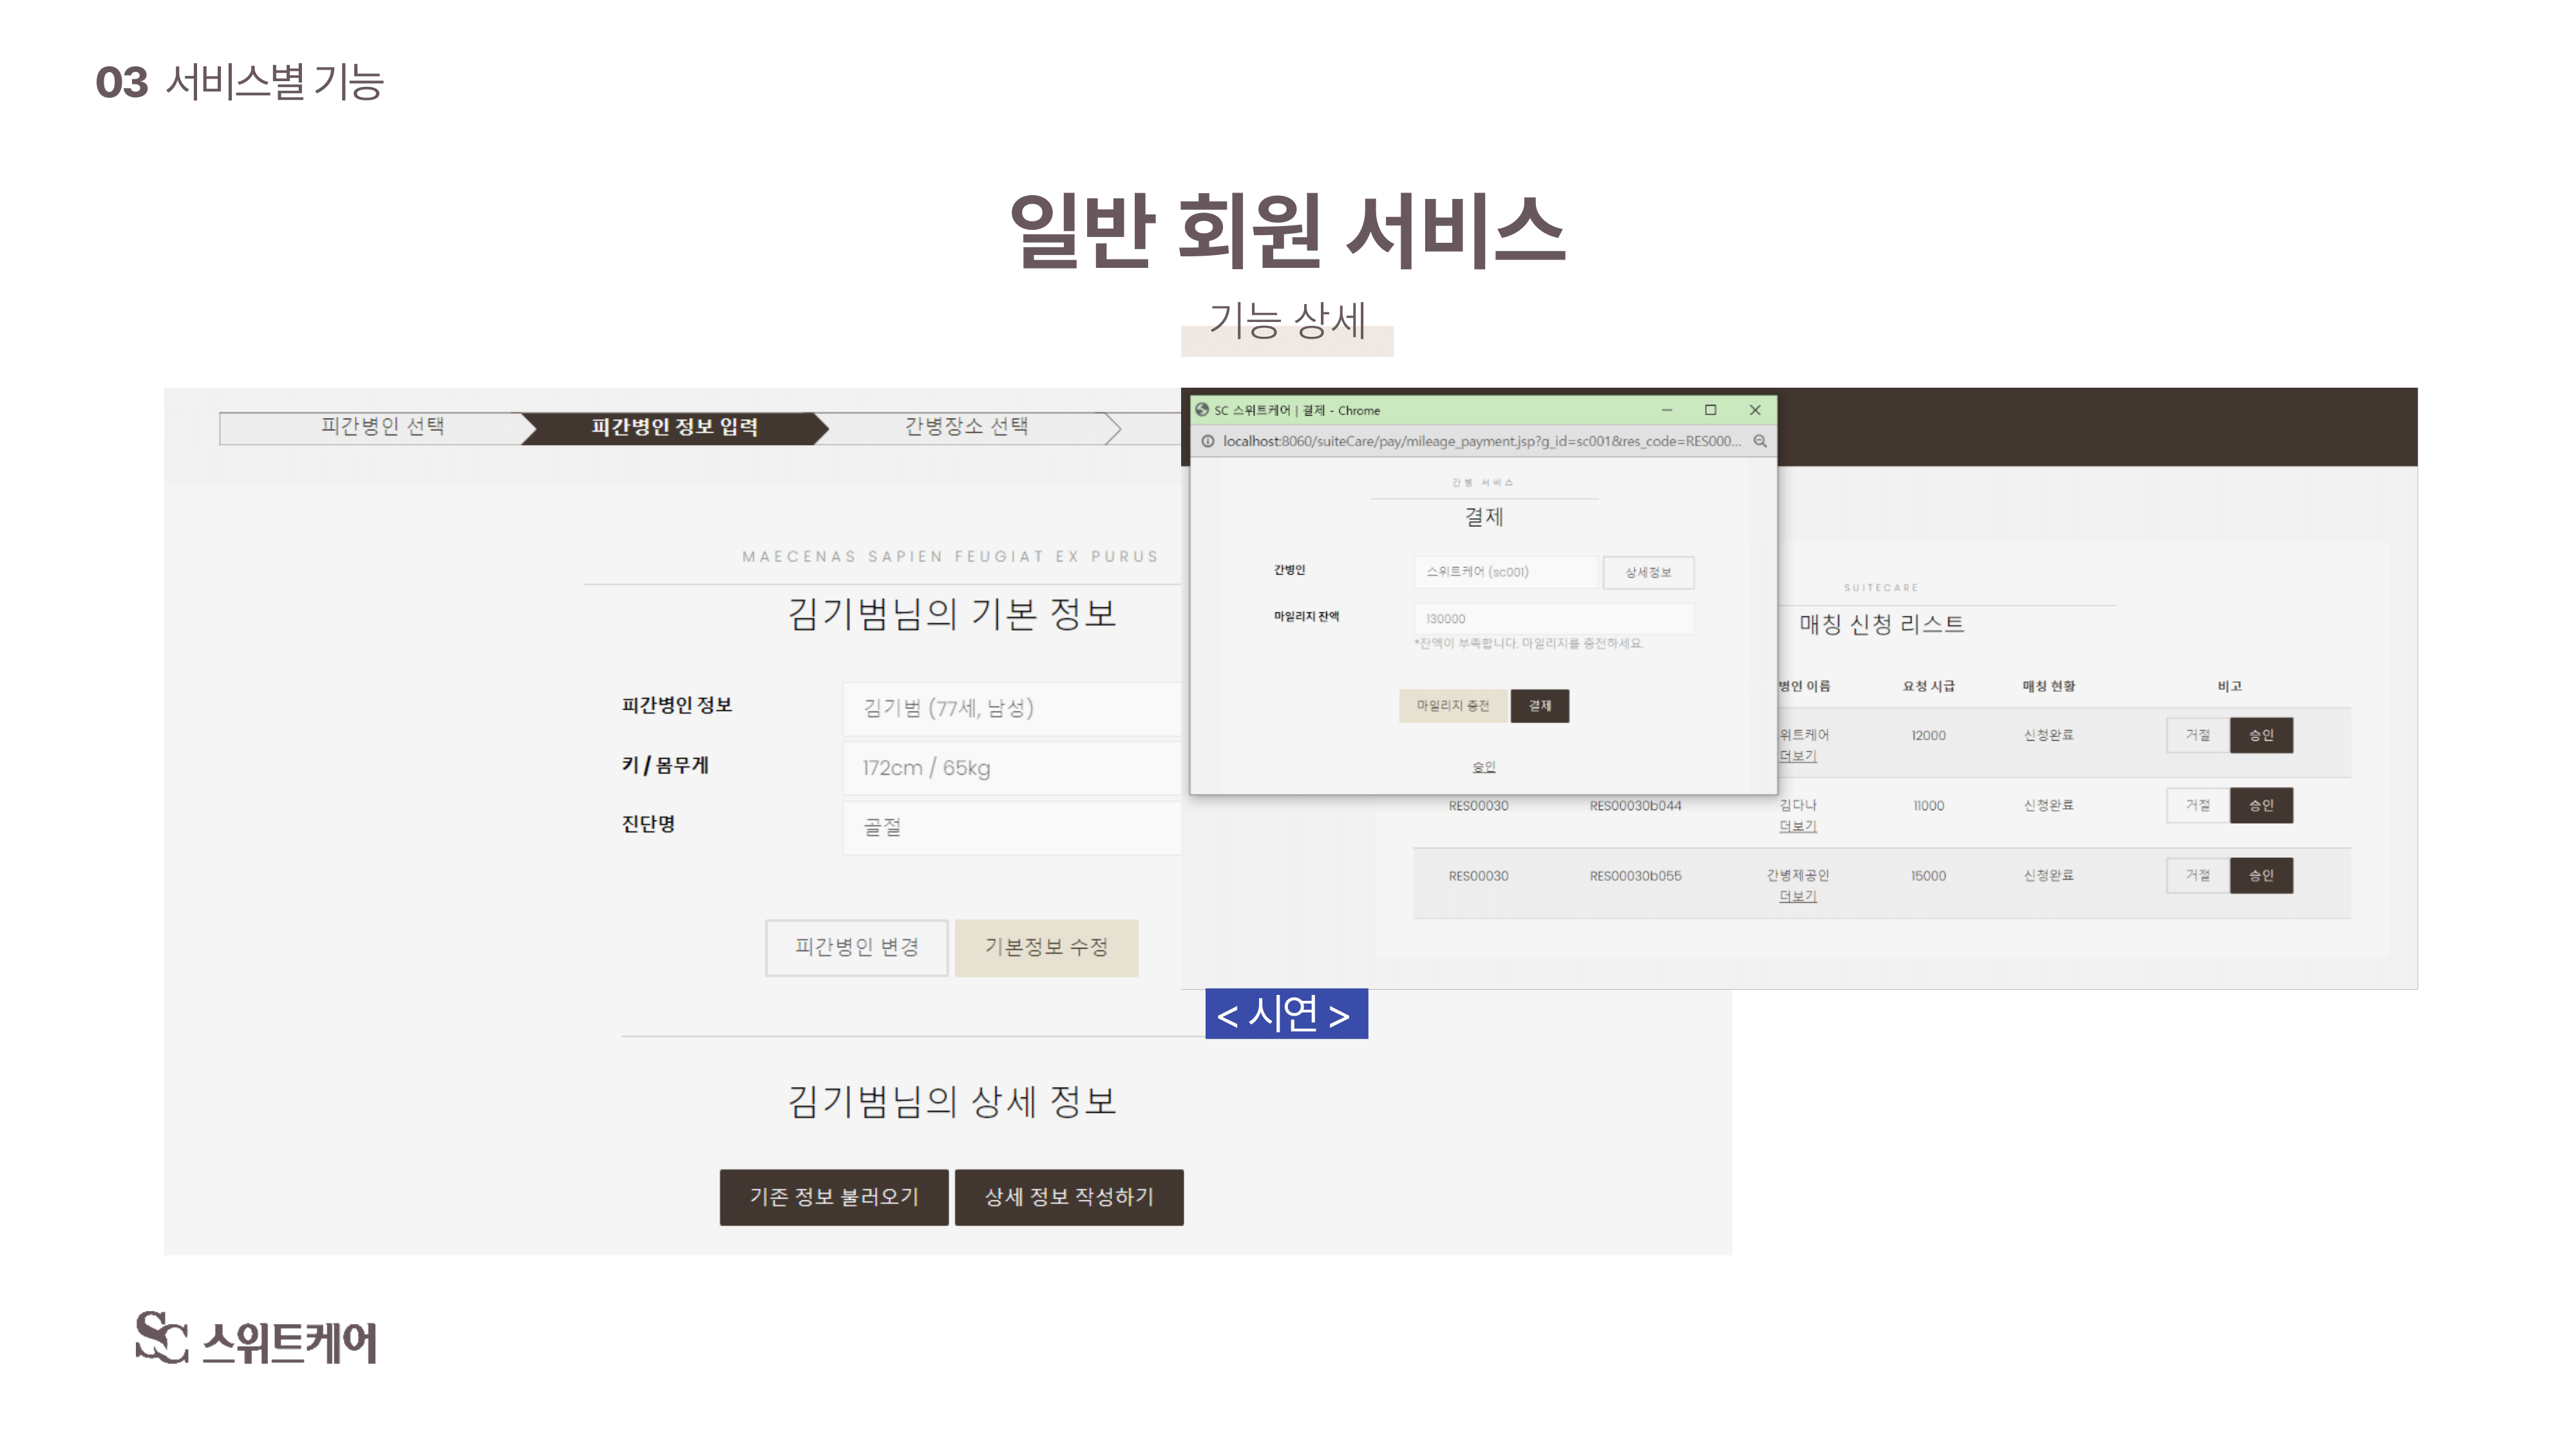 03 서비스별 기능
일반 회원 서비스
기능 상세
피간병인 선택
피간병인 정보 입력
간병장소 선택
MAECENAS SAPIEN FEUGIAT EX PURUS
김기범님의 기본 정보
피간병인 정보
김기범 (77세, 남성)
키 / 몸무게
172cm / 65kg
진단명
골절
피간병인 변경
기본정보 수정
김기범님의 상세 정보
기존 정보 불러오기
상세 정보 작성하기
SC 스위트케어 | 결제 - Chrome
localhost:8060/suiteCare/pay/mileage_payment.jsp?g_id=sc001&res_code=RES000...
간병 서비스
결제
간병인
스위트케어 (sc001)
상세정보
마일리지 잔액
130000
*잔액이 부족합니다. 마일리지를 충전하세요.
마일리지 충전
결제
승인
SUITECARE
매칭 신청 리스트
병인 이름 요청 시급 매칭 현황 비고
위트케어 12000 신청완료 거절 승인
더보기
RES00030 RES00030b044 김다나 11000 신청완료 거절 승인
더보기
RES00030 RES00030b055 간병제공인 15000 신청완료 거절 승인
더보기
< 시연 >
SC 스위트케어